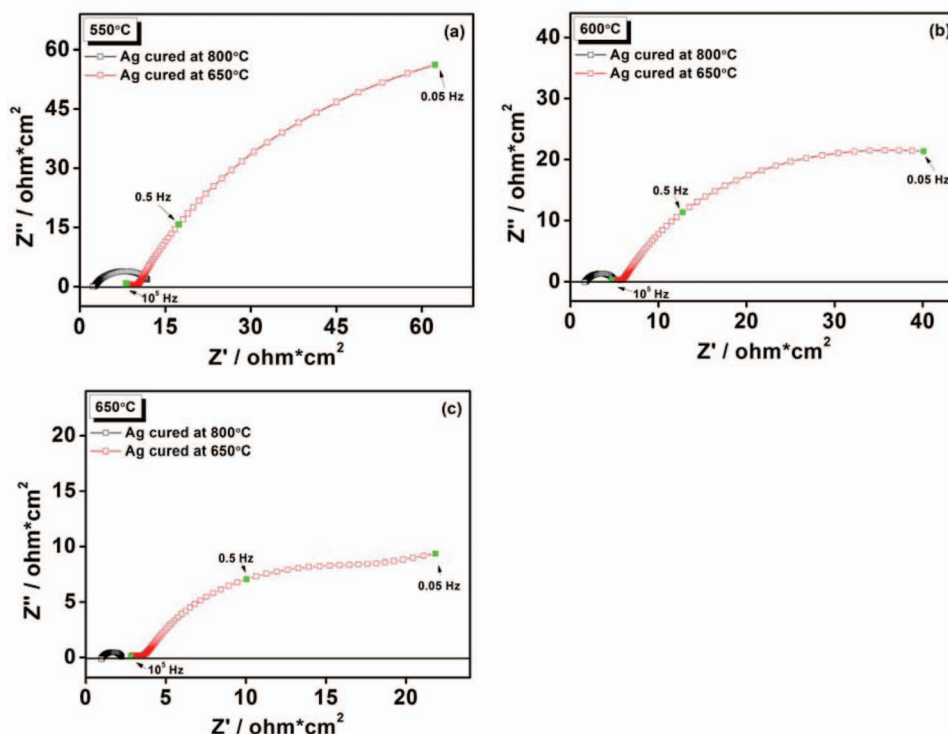 550°C
(a)
Ag cured at 800°C
Ag cured at 650°C
60
45
30
15
0
0.05 Hz
0.5 Hz
10⁵ Hz
0 15 30 45 60
Z' / ohm*cm²
Z'' / ohm*cm²
600°C
(b)
Ag cured at 800°C
Ag cured at 650°C
40
30
20
10
0
0.5 Hz
0.05 Hz
10⁵ Hz
0 10 20 30 40
Z' / ohm*cm²
Z'' / ohm*cm²
650°C
(c)
Ag cured at 800°C
Ag cured at 650°C
20
15
10
5
0
0.5 Hz
0.05 Hz
10⁵ Hz
0 5 10 15 20
Z' / ohm*cm²
Z'' / ohm*cm²